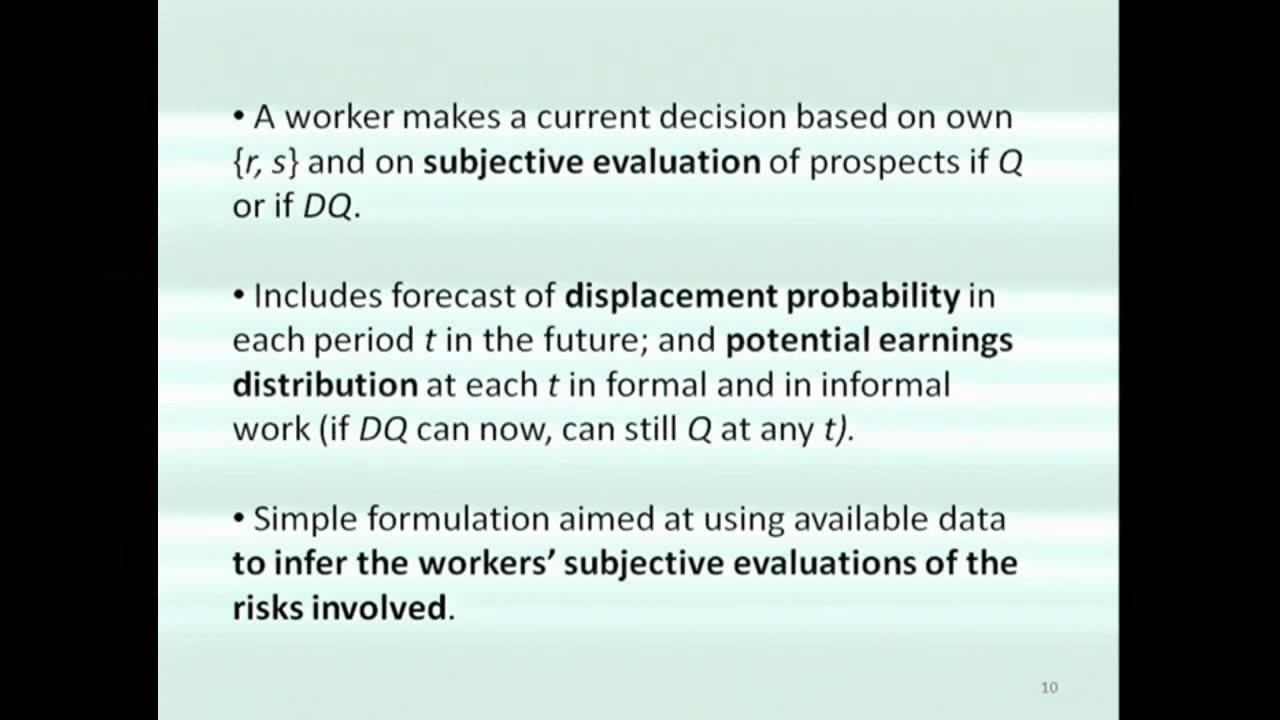 • A worker makes a current decision based on own
{r, s} and on subjective evaluation of prospects if Q
or if DQ.
• Includes forecast of displacement probability in
each period t in the future; and potential earnings
distribution at each t in formal and in informal
work (if DQ can now, can still Q at any t).
• Simple formulation aimed at using available data
to infer the workers’ subjective evaluations of the
risks involved.
10